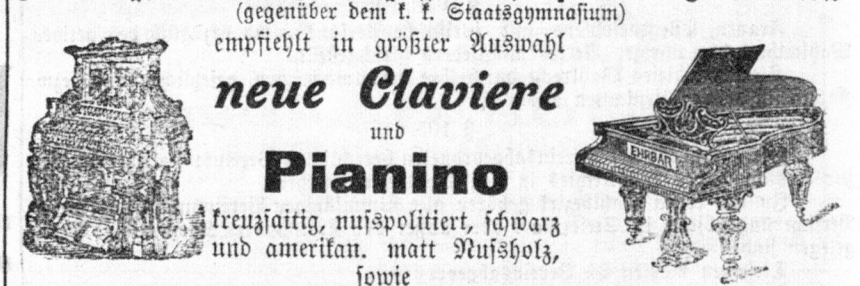 (gegenüber dem k. k. Staatsgymnasium)
empfiehlt in größter Auswahl
neue Claviere
und
Pianino
EHRBAR
kreuzsaitig, nußpolitiert, schwarz
und amerikan. matt Nussholz,
sowie